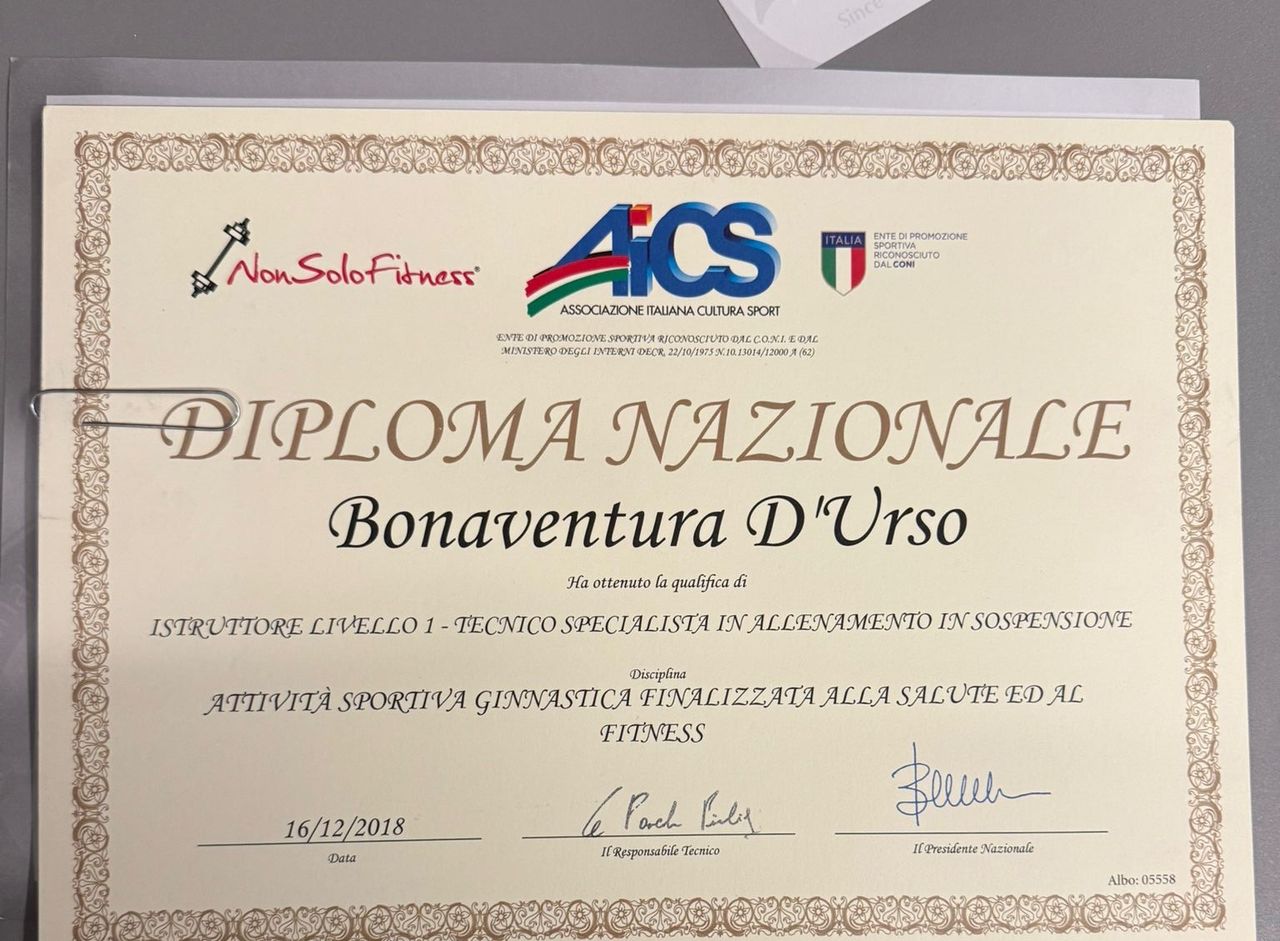 Since
NonSoloFitness®
AiCS
ASSOCIAZIONE ITALIANA CULTURA SPORT
ITALIA
ENTE DI PROMOZIONE
SPORTIVA
RICONOSCIUTO
DAL CONI
ENTE DI PROMOZIONE SPORTIVA RICONOSCIUTO DAL C.O.N.I. E DAL
MINISTERO DEGLI INTERNI DECR. 22/10/1975 N.10.13014/12000 A (62)
DIPLOMA NAZIONALE
Bonaventura D'Urso
Ha ottenuto la qualifica di
ISTRUTTORE LIVELLO 1 - TECNICO SPECIALISTA IN ALLENAMENTO IN SOSPENSIONE
Disciplina
ATTIVITÀ SPORTIVA GINNASTICA FINALIZZATA ALLA SALUTE ED AL
FITNESS
16/12/2018
Data
Il Responsabile Tecnico
Il Presidente Nazionale
Albo: 05558